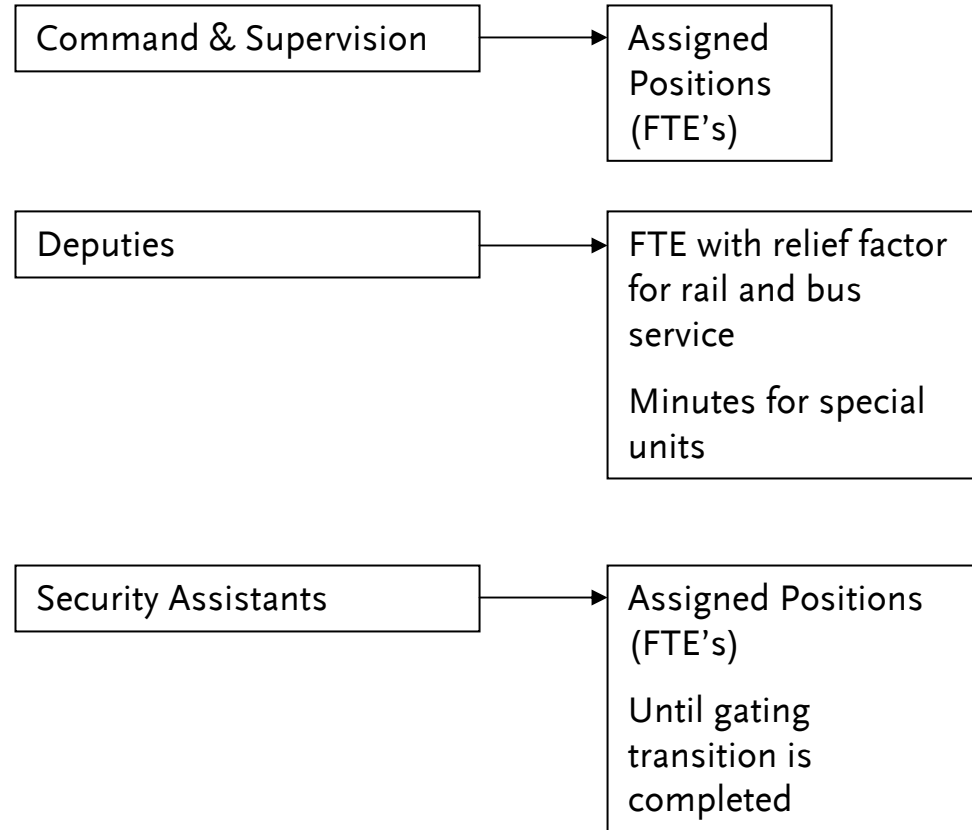 Command & Supervision
Assigned
Positions
(FTE’s)
Deputies
FTE with relief factor
for rail and bus
service
Minutes for special
units
Security Assistants
Assigned Positions
(FTE’s)
Until gating
transition is
completed